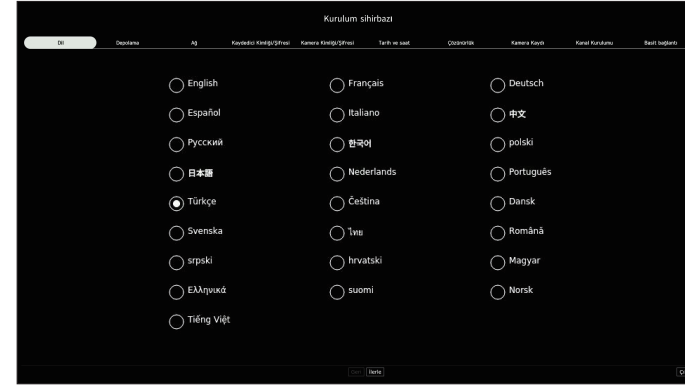 Kurulum sihirbazı
Dil Depolama Ağ Kaydedici Kimliği/Şifresi Kamera Kimliği/Şifresi Tarih ve saat Çözünürlük Kamera Kaydı Kanal Kurulumu Basit bağlantı
English Français Deutsch
Español Italiano 中文
Русский 한국어 polski
日本語 Nederlands Português
Türkçe Čeština Dansk
Svenska ไทย Română
srpski hrvatski Magyar
Ελληνικά suomi Norsk
Tiếng Việt
Geri İlerle